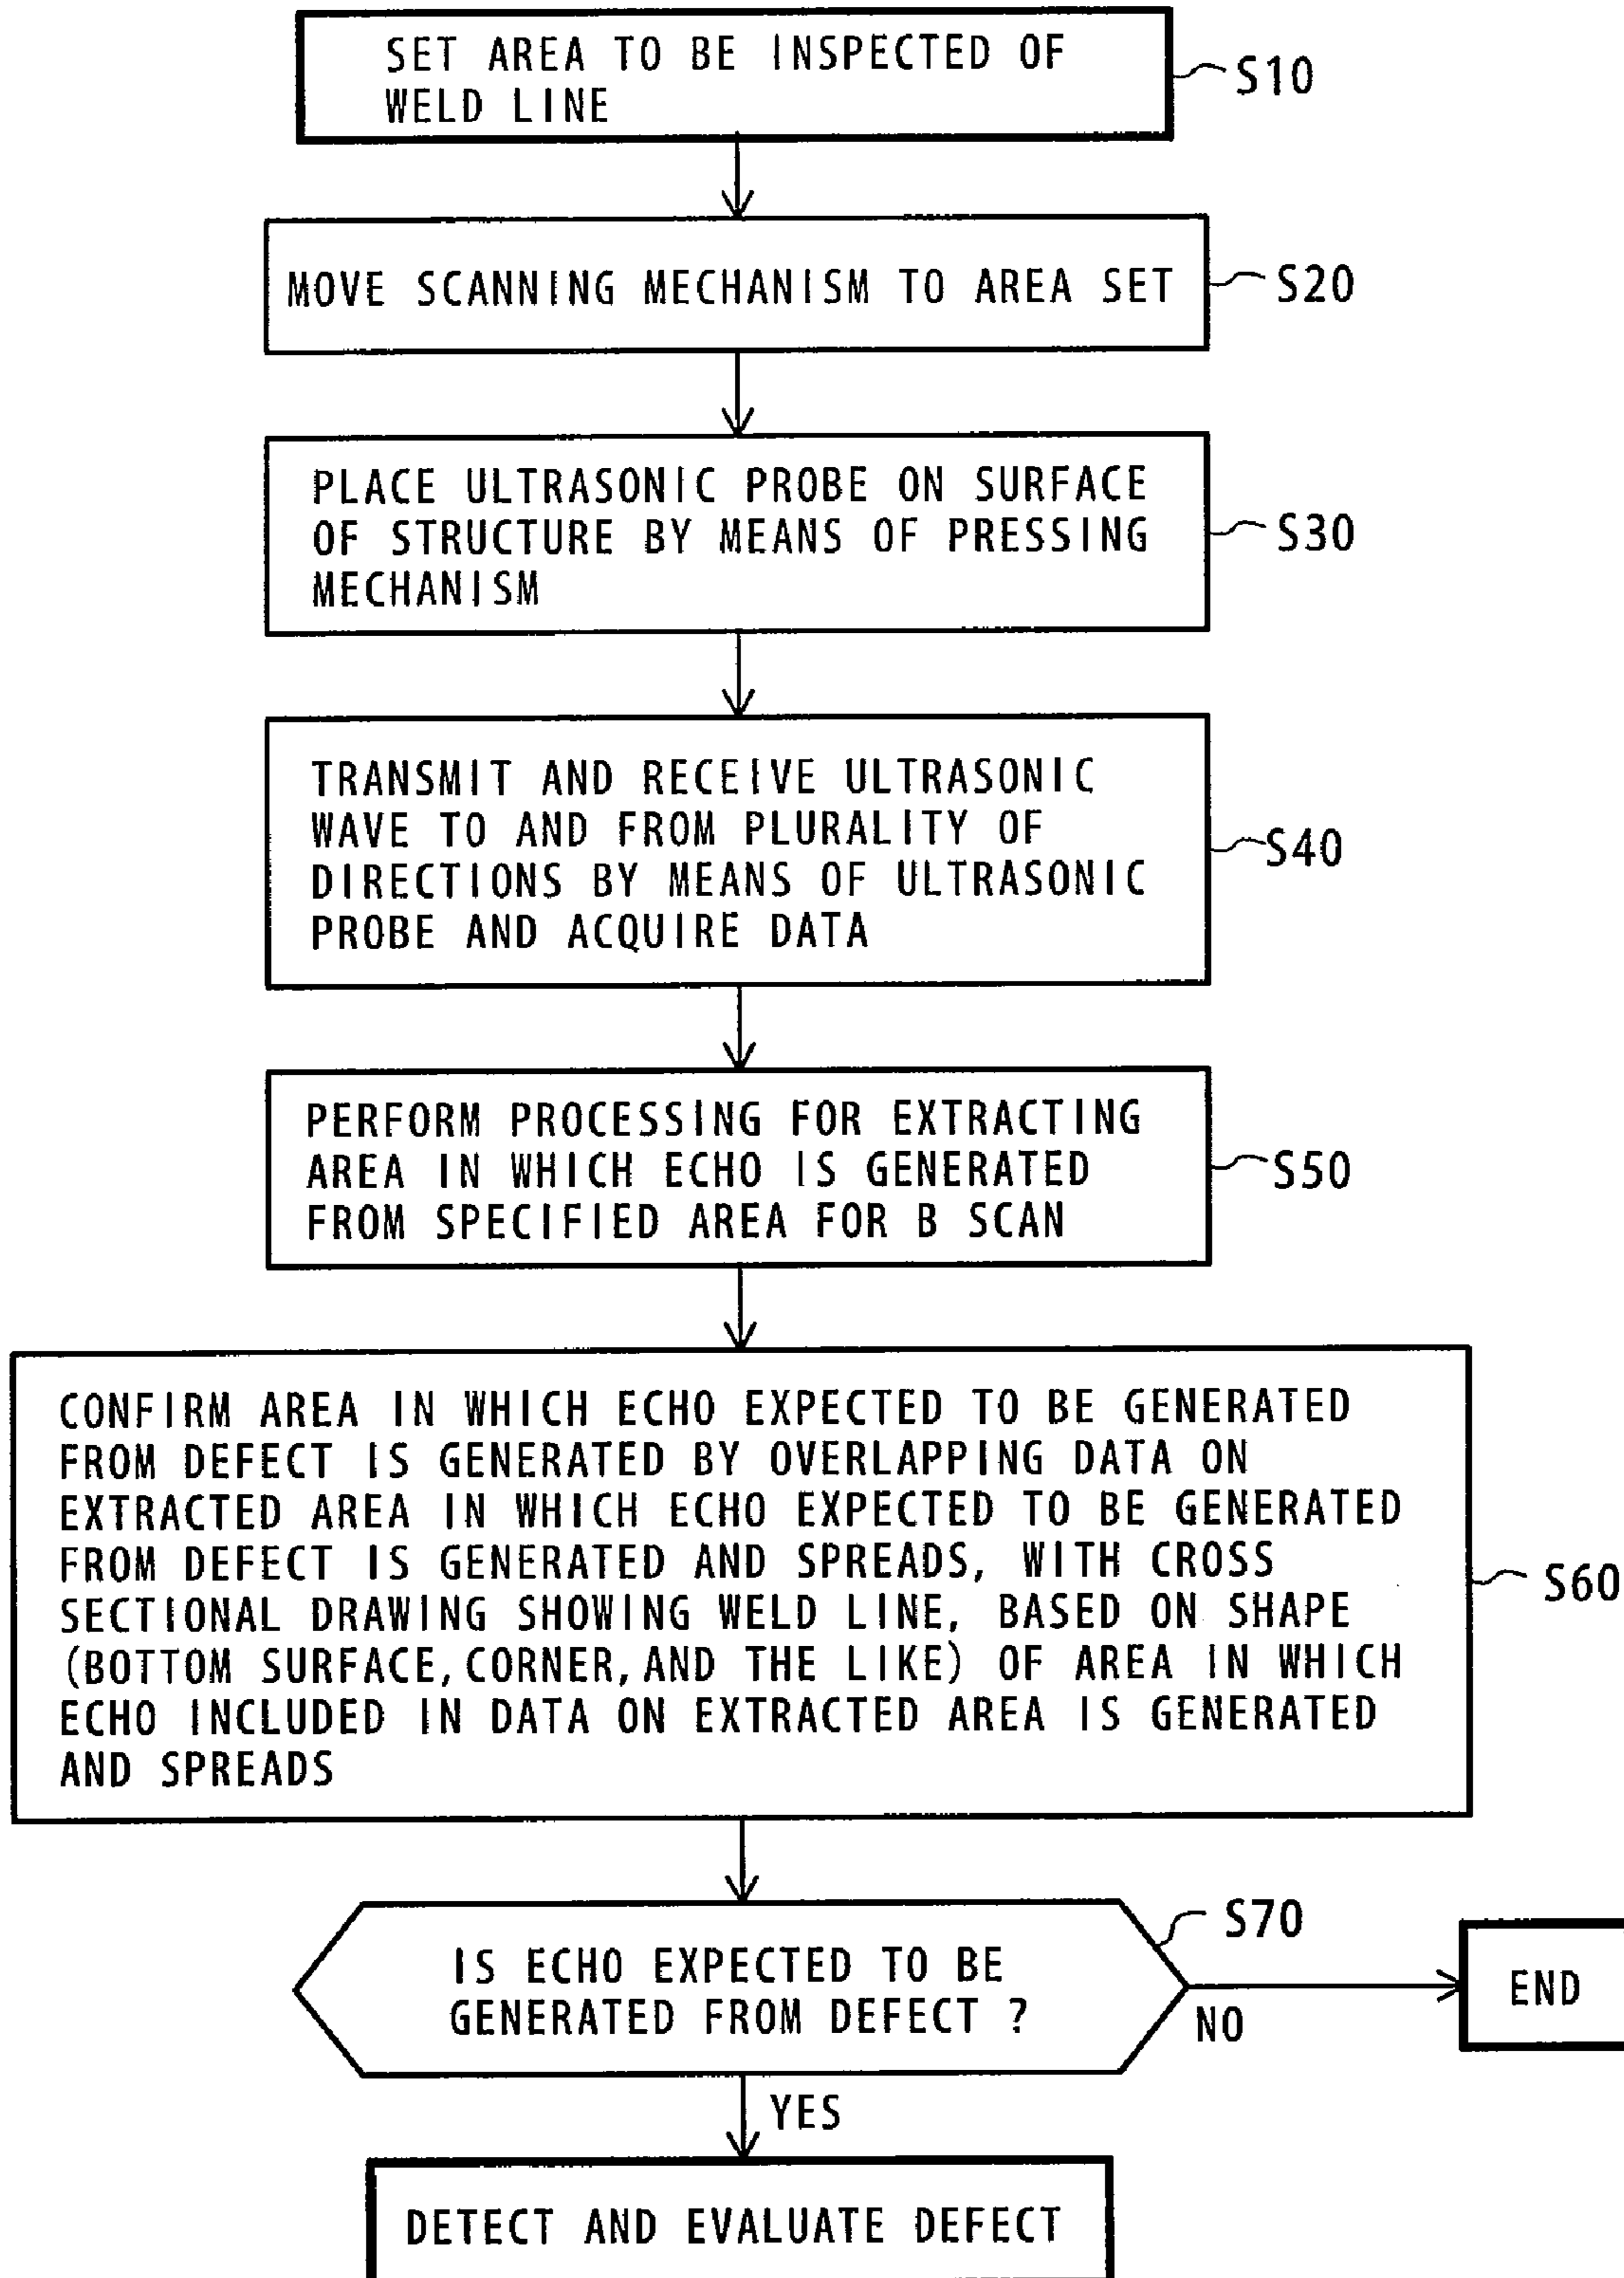 SET AREA TO BE INSPECTED OF
WELD LINE
S10
MOVE SCANNING MECHANISM TO AREA SET
S20
PLACE ULTRASONIC PROBE ON SURFACE
OF STRUCTURE BY MEANS OF PRESSING
MECHANISM
S30
TRANSMIT AND RECEIVE ULTRASONIC
WAVE TO AND FROM PLURALITY OF
DIRECTIONS BY MEANS OF ULTRASONIC
PROBE AND ACQUIRE DATA
S40
PERFORM PROCESSING FOR EXTRACTING
AREA IN WHICH ECHO IS GENERATED
FROM SPECIFIED AREA FOR B SCAN
S50
CONFIRM AREA IN WHICH ECHO EXPECTED TO BE GENERATED
FROM DEFECT IS GENERATED BY OVERLAPPING DATA ON
EXTRACTED AREA IN WHICH ECHO EXPECTED TO BE GENERATED
FROM DEFECT IS GENERATED AND SPREADS, WITH CROSS
SECTIONAL DRAWING SHOWING WELD LINE, BASED ON SHAPE
(BOTTOM SURFACE, CORNER, AND THE LIKE) OF AREA IN WHICH
ECHO INCLUDED IN DATA ON EXTRACTED AREA IS GENERATED
AND SPREADS
S60
IS ECHO EXPECTED TO BE
GENERATED FROM DEFECT ?
S70
NO
END
YES
DETECT AND EVALUATE DEFECT